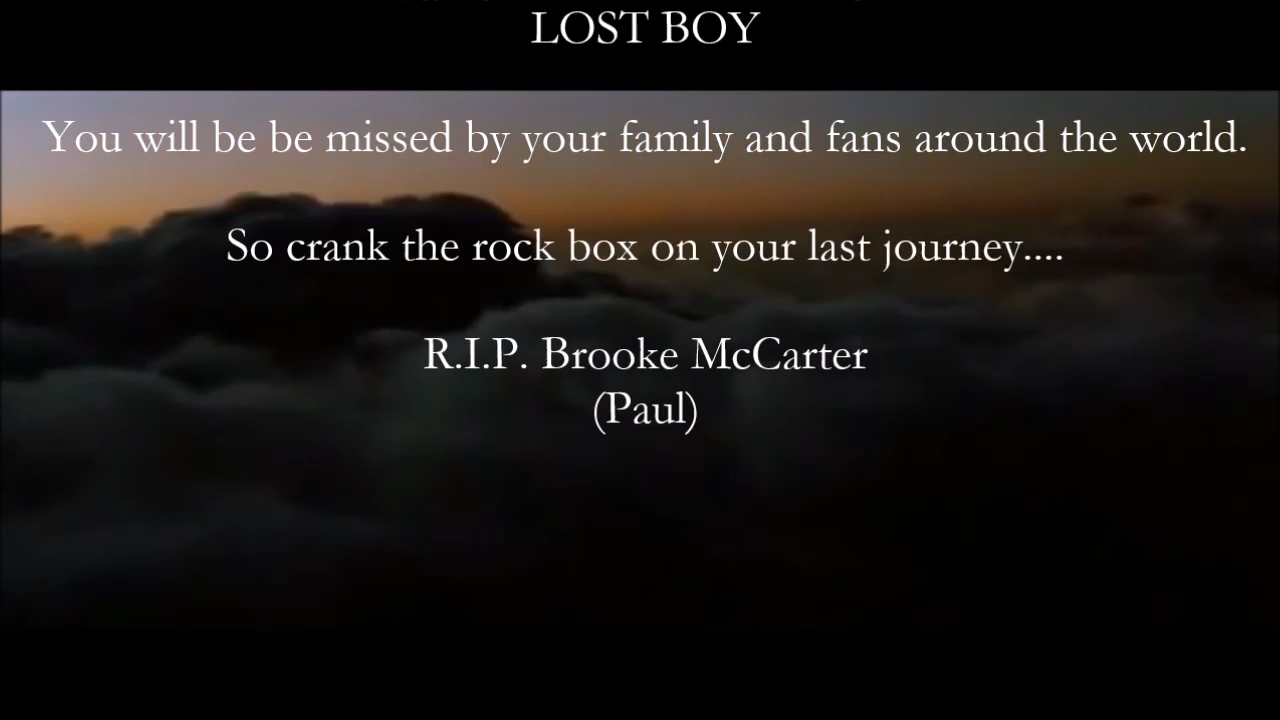 LOST BOY
You will be be missed by your family and fans around the world.
So crank the rock box on your last journey....
R.I.P. Brooke McCarter
(Paul)